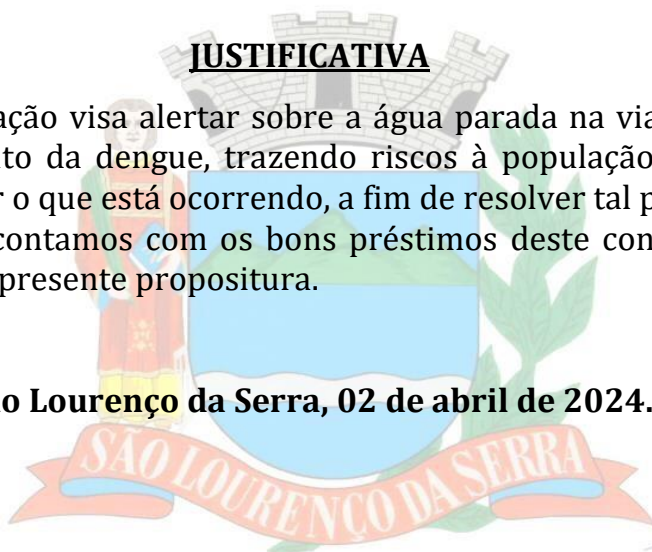 JUSTIFICATIVA
ação visa alertar sobre a água parada na via
to da dengue, trazendo riscos à população
r o que está ocorrendo, a fim de resolver tal p
contamos com os bons préstimos deste con
presente propositura.
o Lourenço da Serra, 02 de abril de 2024.
SÃO LOURENÇO DA SERRA